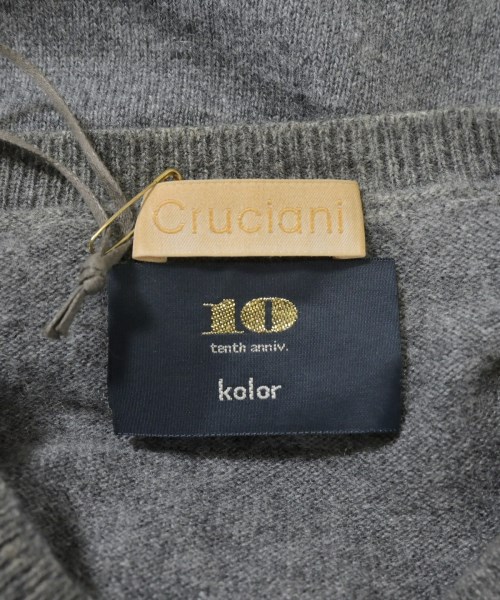 Cruciani
10
tenth anniv.
kolor